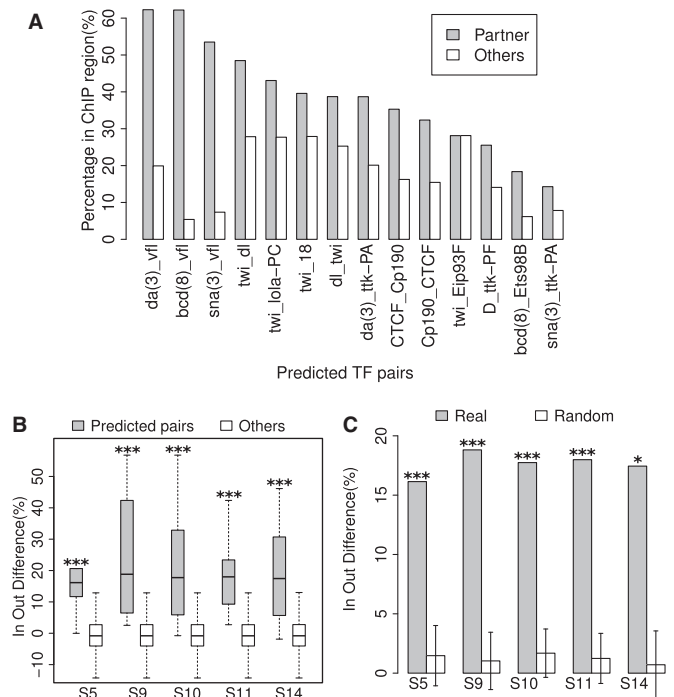 A
Percentage in ChIP region(%)
60
50
40
30
20
10
0
Partner
Others
da(3)_vfl
bcd(8)_vfl
sna(3)_vfl
twi_dl
twi_lola−PC
twi_18
dl_twi
da(3)_ttk−PA
CTCF_Cp190
Cp190_CTCF
twi_Eip93F
D_ttk−PF
bcd(8)_Ets98B
sna(3)_ttk−PA
Predicted TF pairs
B
Predicted pairs
Others
In Out Difference(%)
50
40
30
20
10
0
−10
***
***
***
***
***
S5
S9
S10
S11
S14
C
Real
Random
In Out Difference(%)
20
15
10
5
0
***
***
***
***
*
S5
S9
S10
S11
S14